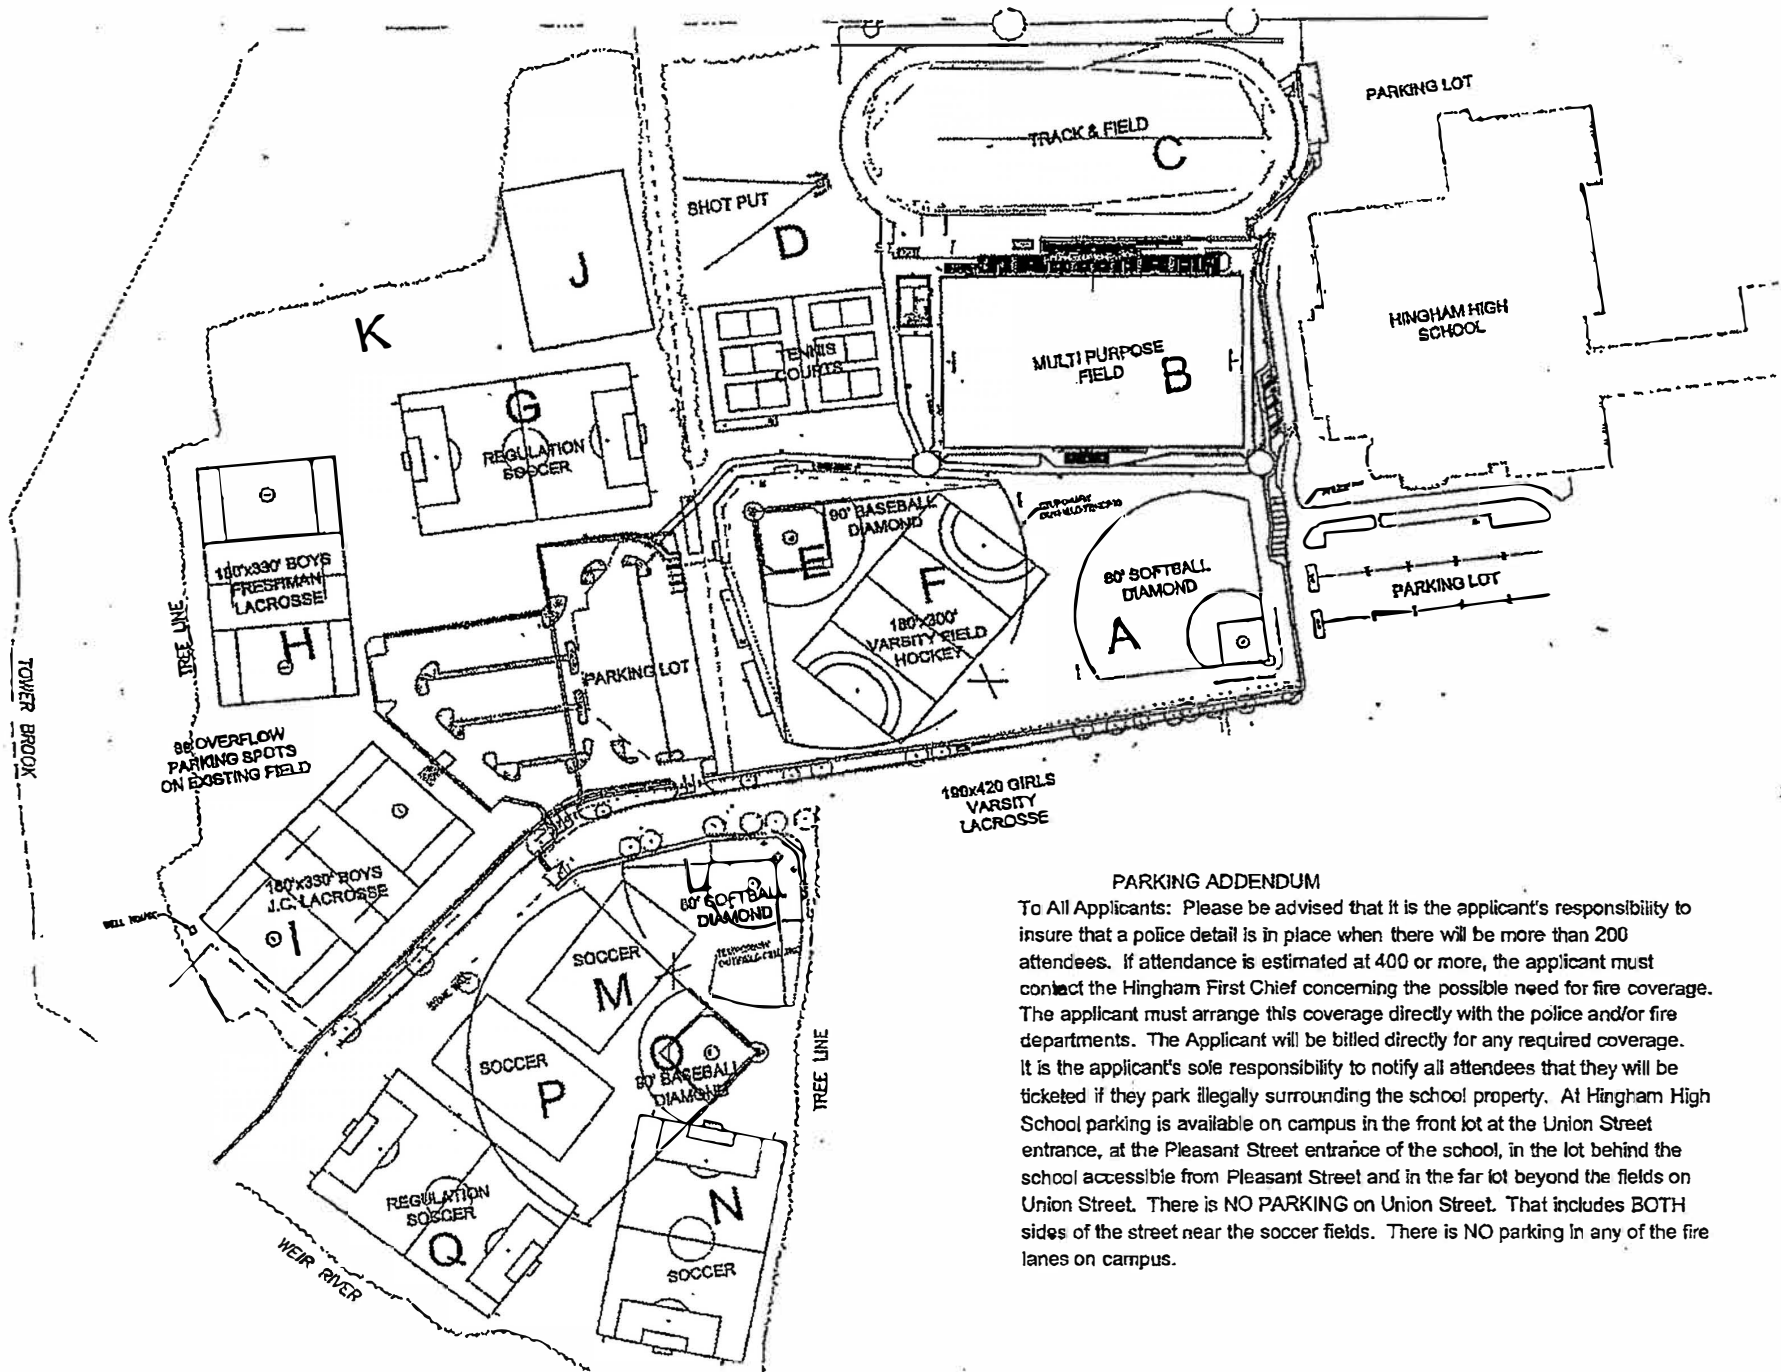 PARKING LOT
TRACK & FIELD
C
SHOT PUT
D
J
K
HINGHAM HIGH
SCHOOL
MULTI PURPOSE
FIELD
B
TENNIS
COURTS
G
REGULATION
SOCCER
90' BASEBALL
DIAMOND
E
F
180'x300'
VARSITY FIELD
HOCKEY
60' SOFTBALL
DIAMOND
A
PARKING LOT
180'x330' BOYS
FRESHMAN
LACROSSE
H
TREE LINE
TOWER BROOK
PARKING LOT
OVERFLOW
PARKING SPOTS
ON EXISTING FIELD
GIRLS
VARSITY
LACROSSE
180'x330' BOYS
J.C. LACROSSE
I
L
60' SOFTBALL
DIAMOND
SOCCER
M
SOCCER
P
O
90' BASEBALL
DIAMOND
TREE LINE
REGULATION
SOCCER
Q
N
SOCCER
WEIR RIVER
PARKING ADDENDUM
To All Applicants: Please be advised that it is the applicant's responsibility to
insure that a police detail is in place when there will be more than 200
attendees. If attendance is estimated at 400 or more, the applicant must
contact the Hingham First Chief concerning the possible need for fire coverage.
The applicant must arrange this coverage directly with the police and/or fire
departments. The Applicant will be billed directly for any required coverage.
It is the applicant's sole responsibility to notify all attendees that they will be
ticketed if they park illegally surrounding the school property. At Hingham High
School parking is available on campus in the front lot at the Union Street
entrance, at the Pleasant Street entrance of the school, in the lot behind the
school accessible from Pleasant Street and in the far lot beyond the fields on
Union Street. There is NO PARKING on Union Street. That includes BOTH
sides of the street near the soccer fields. There is NO parking in any of the fire
lanes on campus.